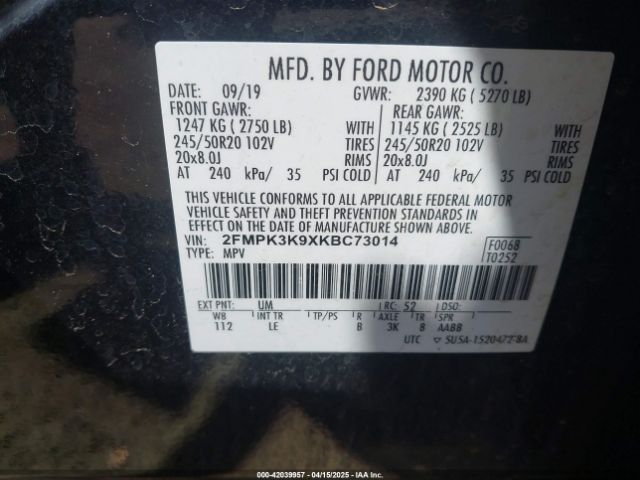 MFD. BY FORD MOTOR CO.
DATE: 09/19 GVWR: 2390 KG ( 5270 LB)
FRONT GAWR: REAR GAWR:
1247 KG ( 2750 LB) WITH 1145 KG ( 2525 LB) WITH
245/50R20 102V TIRES 245/50R20 102V TIRES
20x8.0J RIMS 20x8.0J RIMS
AT 240 kPa/ 35 PSI COLD AT 240 kPa/ 35 PSI COLD
THIS VEHICLE CONFORMS TO ALL APPLICABLE FEDERAL MOTOR
VEHICLE SAFETY AND THEFT PREVENTION STANDARDS IN
EFFECT ON THE DATE OF MANUFACTURE SHOWN ABOVE.
VIN: 2FMPK3K9XKBC73014 F0068
TYPE: MPV T0252
EXT PNT: UM RC: 52 DSO:
WB INT TR TP/PS R AXLE TR SPR
112 LE B 3K 8 AABB
UTC ▽ 5U5A-1520472-BA
000-42039957 - 04/15/2025 - IAA Inc.